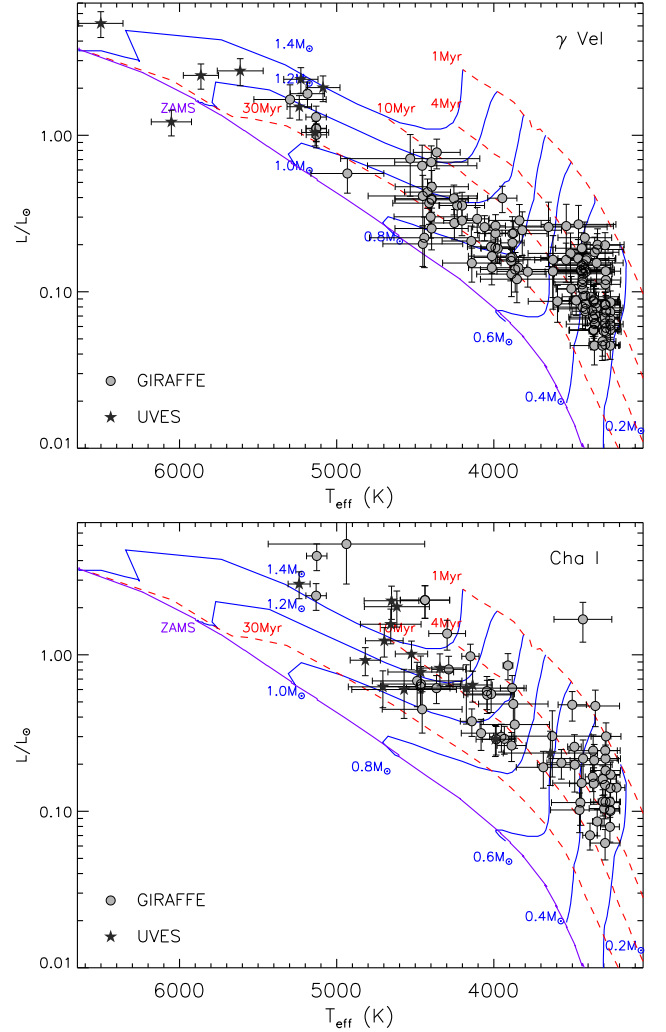 γ Vel
1.4M☉
1Myr
1.2M☉
ZAMS
30Myr
10Myr
4Myr
1.00
1.0M☉
L/L☉
0.8M☉
0.10
0.6M☉
GIRAFFE
0.4M☉
UVES
0.2M☉
0.01
6000 5000 4000
T_eff (K)
Cha I
1.4M☉
1Myr
1.2M☉
ZAMS
30Myr
4Myr
1.00
1.0M☉
L/L☉
0.8M☉
0.10
0.6M☉
GIRAFFE
0.4M☉
UVES
0.2M☉
0.01
6000 5000 4000
T_eff (K)